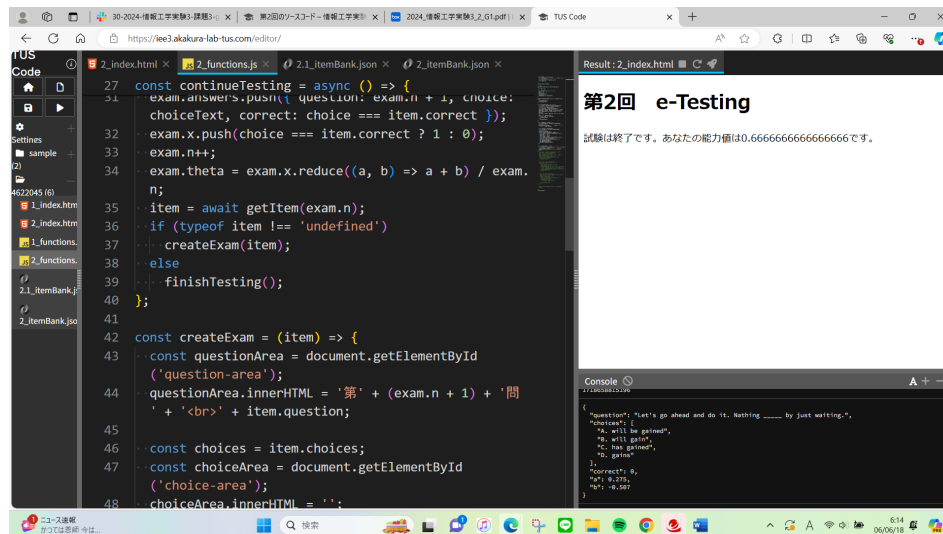 30-2024-情報工学実験3-課題3-
第2回のソースコード – 情報工学実験
2024_情報工学実験3_2_G1.pdf
TUS Code
https://iee3.akakura-lab-tus.com/editor/
TUS
Code
Settings
sample
(2)
4622045 (6)
1_index.htm
2_index.htm
1_functions.
2_functions.
2.1_itemBank.js
2_itemBank.jso
2_index.html
2_functions.js
2.1_itemBank.json
2_itemBank.json
27 const continueTesting = async () => {
31 exam.answers.push({ question: exam.n + 1, choice:
choiceText, correct: choice === item.correct });
32 exam.x.push(choice === item.correct ? 1 : 0);
33 exam.n++;
34 exam.theta = exam.x.reduce((a, b) => a + b) / exam.
n;
35 item = await getItem(exam.n);
36 if (typeof item !== 'undefined')
37 createExam(item);
38 else
39 finishTesting();
40 };
41
42 const createExam = (item) => {
43 const questionArea = document.getElementById
('question-area');
44 questionArea.innerHTML = '第' + (exam.n + 1) + '問
' + '<br>' + item.question;
45
46 const choices = item.choices;
47 const choiceArea = document.getElementById
('choice-area');
48 choiceArea.innerHTML = '';
Result : 2_index.html
第2回 e-Testing
試験は終了です。あなたの能力値は0.6666666666666666です。
Console
A + −
{
"question": "Let's go ahead and do it. Nathing _____ by just waiting.",
"choices": [
"A. will be gained",
"B. will gain",
"C. has gained",
"D. gains"
],
"correct": 0,
"a": 0.275,
"b": -0.507
}
ニュース速報
かつては恩師 今は...
検索
A
6:14
06/06/18